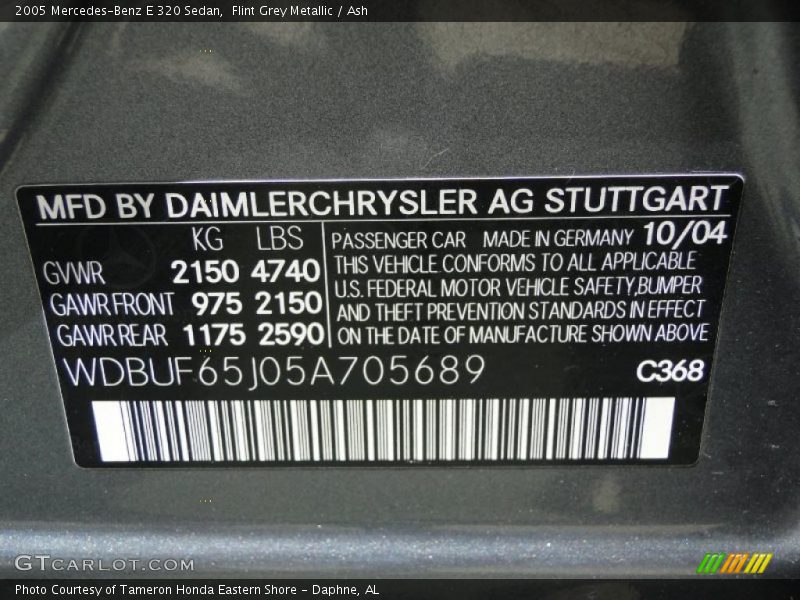 2005 Mercedes-Benz E 320 Sedan,  Flint Grey Metallic / Ash
MFD BY DAIMLERCHRYSLER AG STUTTGART
KG LBS
GVWR 2150 4740
GAWR FRONT 975 2150
GAWR REAR 1175 2590
PASSENGER CAR MADE IN GERMANY 10/04
THIS VEHICLE CONFORMS TO ALL APPLICABLE
U.S. FEDERAL MOTOR VEHICLE SAFETY,BUMPER
AND THEFT PREVENTION STANDARDS IN EFFECT
ON THE DATE OF MANUFACTURE SHOWN ABOVE
WDBUF65J05A705689 C368
GTCARLOT.COM
Photo Courtesy of Tameron Honda Eastern Shore - Daphne, AL